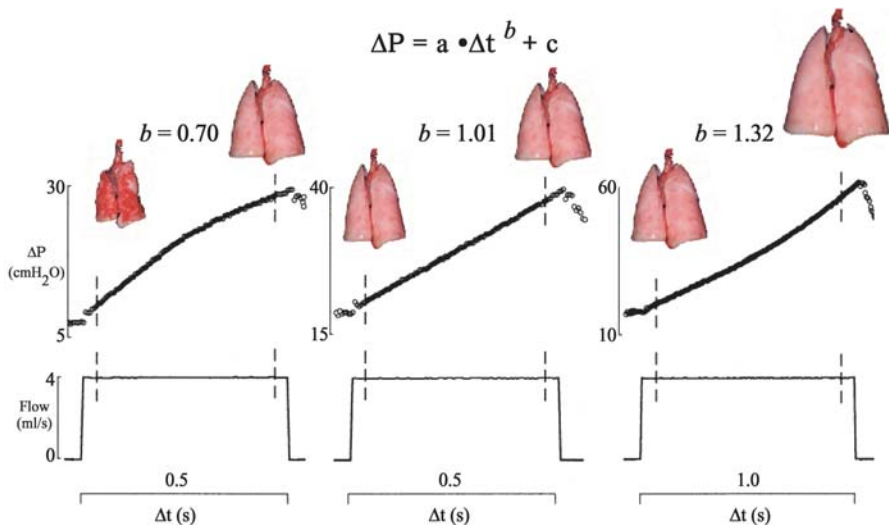 ΔP = a •Δt b + c
b = 0.70
b = 1.01
b = 1.32
30
ΔP
(cmH2O)
5
40
15
60
10
4
Flow
(ml/s)
0
0.5
Δt (s)
0.5
Δt (s)
1.0
Δt (s)